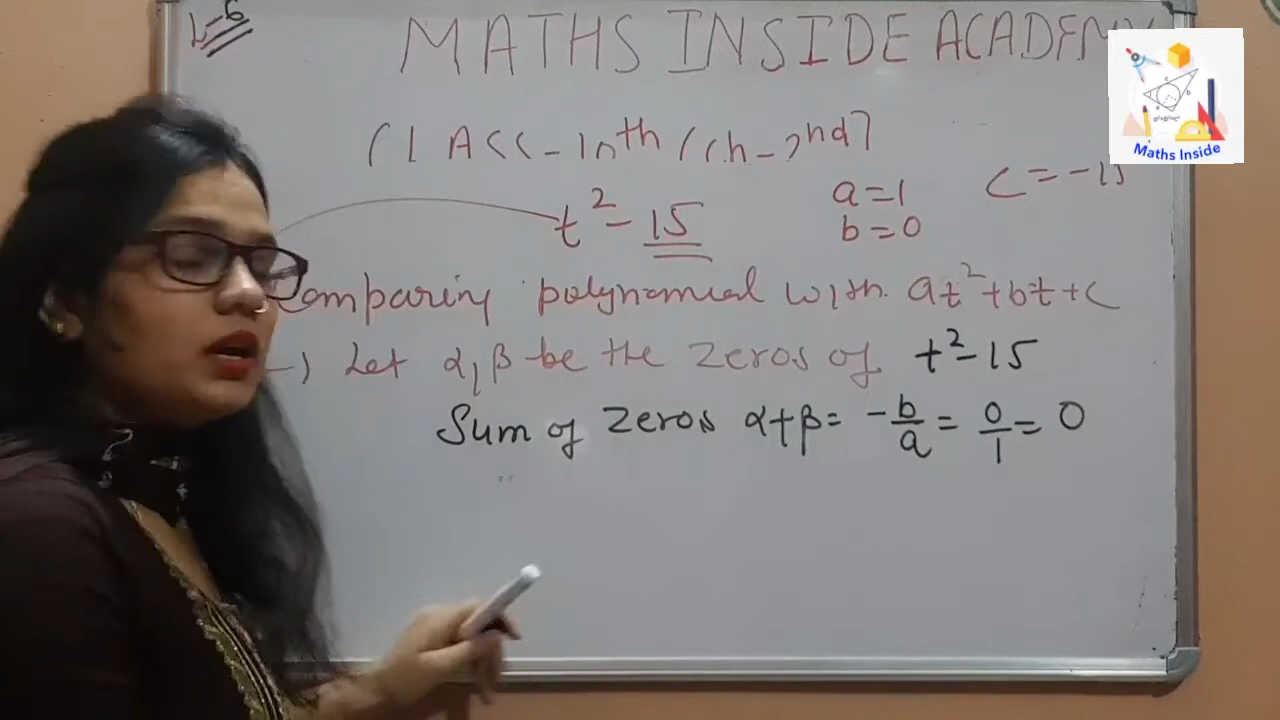 L-6
MATHS INSIDE ACADEMY
CLASS-10th (ch-2nd)
t²-15
a=1
b=0
c=-15
Comparing polynomial with at²+bt+c
Let α, β be the zeros of t²-15
Sum of zeros α+β = -b/a = 0/1 = 0
Maths Inside